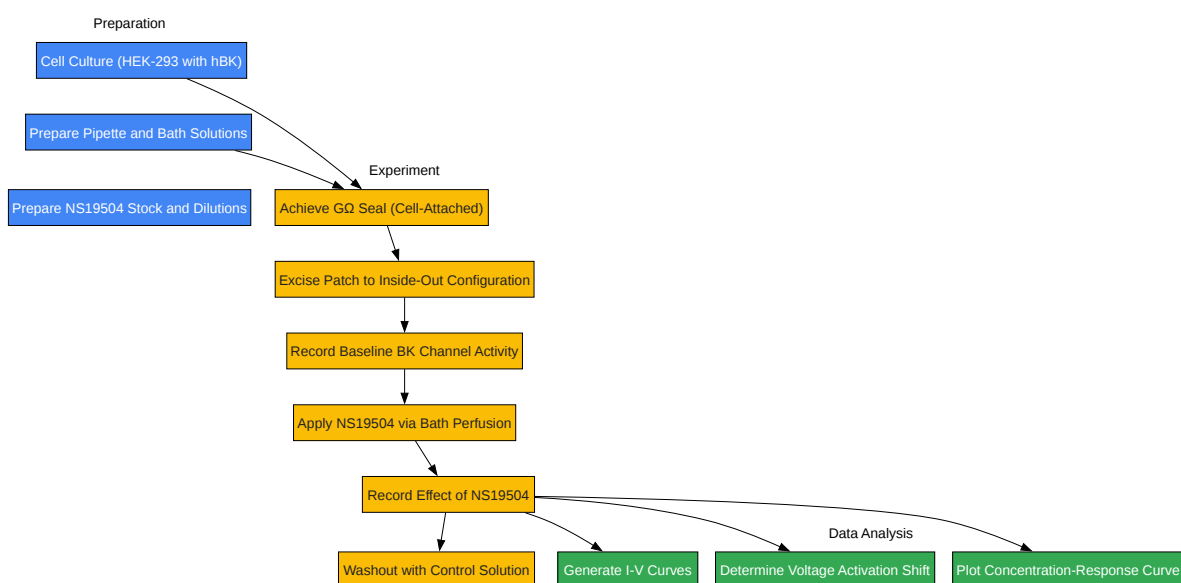 Preparation
Cell Culture (HEK-293 with hBK)
Prepare Pipette and Bath Solutions
Experiment
Prepare NS19504 Stock and Dilutions
Achieve GΩ Seal (Cell-Attached)
Excise Patch to Inside-Out Configuration
Record Baseline BK Channel Activity
Apply NS19504 via Bath Perfusion
Record Effect of NS19504
Data Analysis
Washout with Control Solution
Generate I-V Curves
Determine Voltage Activation Shift
Plot Concentration-Response Curve